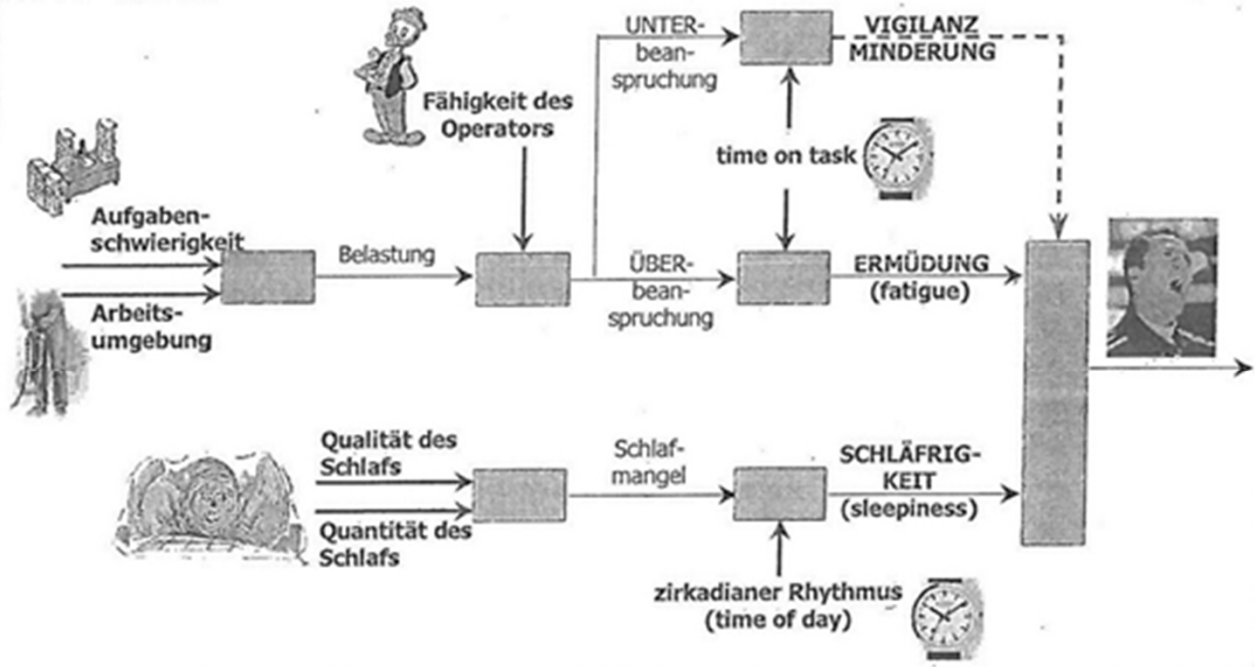 Fähigkeit des
Operators
UNTER-
bean-
spruchung
VIGILANZ
MINDERUNG
time on task
Aufgaben-
schwierigkeit
Belastung
ÜBER-
bean-
spruchung
ERMÜDUNG
(fatigue)
Arbeits-
umgebung
Qualität des
Schlafs
Schlaf-
mangel
SCHLÄFRIG-
KEIT
(sleepiness)
Quantität des
Schlafs
zirkadianer Rhythmus
(time of day)